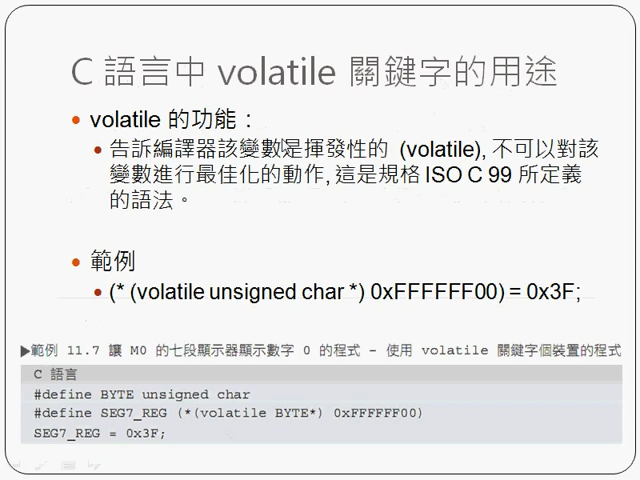 C 語言中 volatile 關鍵字的用途
volatile 的功能：
告訴編譯器該變數是揮發性的 (volatile), 不可以對該
變數進行最佳化的動作, 這是規格 ISO C 99 所定義
的語法。
範例
(* (volatile unsigned char *) 0xFFFFFF00) = 0x3F;
▶範例 11.7 讓 M0 的七段顯示器顯示數字 0 的程式 - 使用 volatile 關鍵字個裝置的程式
C 語言
#define BYTE unsigned char
#define SEG7_REG (*(volatile BYTE*) 0xFFFFFF00)
SEG7_REG = 0x3F;